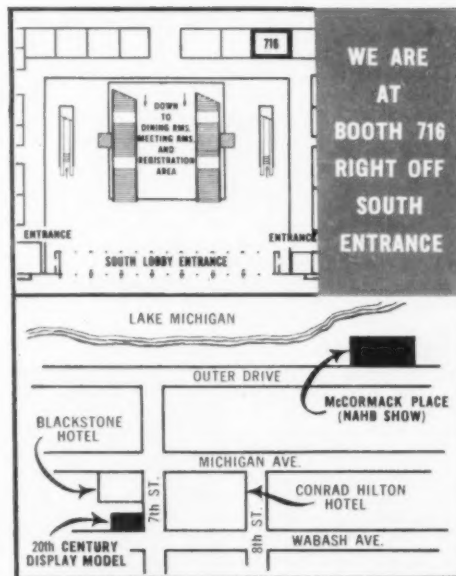 716
WE ARE
AT
BOOTH 716
RIGHT OFF
SOUTH
ENTRANCE
DOWN
TO
DINING RMS.
MEETING RMS.
AND
REGISTRATION
AREA
ENTRANCE
SOUTH LOBBY ENTRANCE
ENTRANCE
LAKE MICHIGAN
OUTER DRIVE
McCORMACK PLACE
(NAHB SHOW)
BLACKSTONE
HOTEL
MICHIGAN AVE.
7th ST.
8th ST.
CONRAD HILTON
HOTEL
20th CENTURY
DISPLAY MODEL
WABASH AVE.